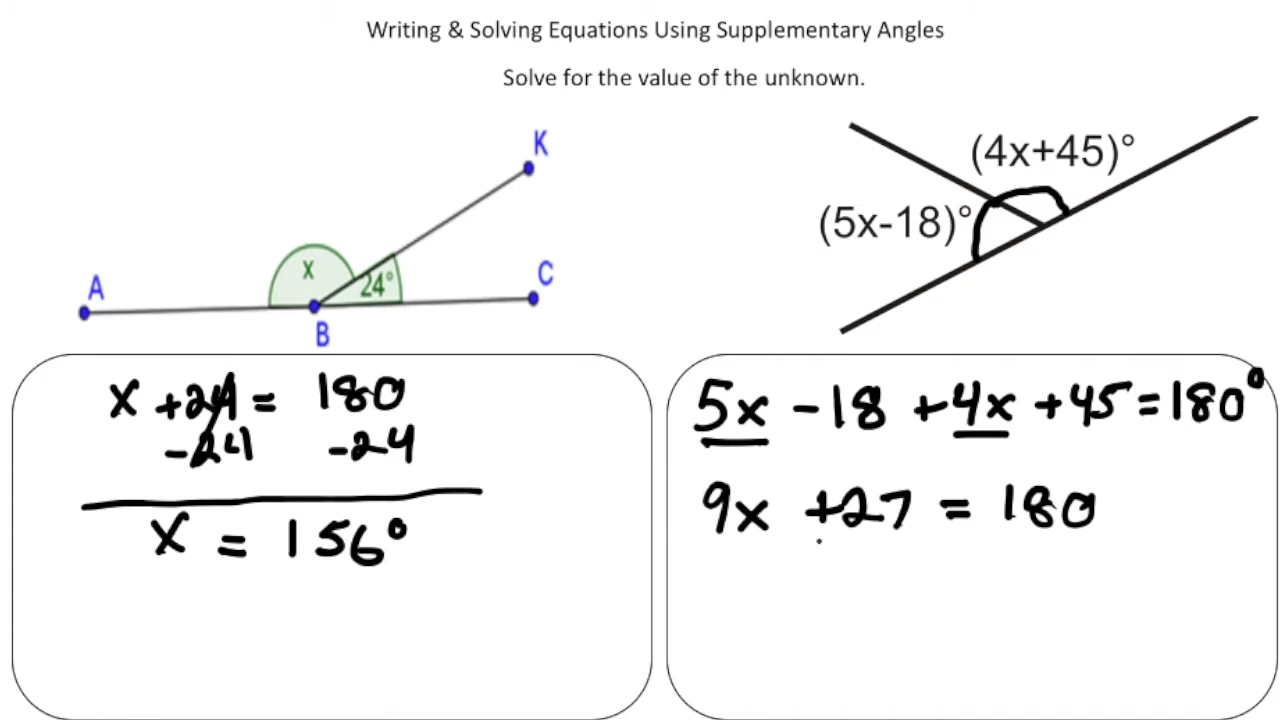 Writing & Solving Equations Using Supplementary Angles
Solve for the value of the unknown.
K
A
x
24°
C
B
(4x+45)°
(5x-18)°
x +24 = 180
-24 -24
x = 156°
5x - 18 + 4x + 45 = 180°
9x + 27 = 180